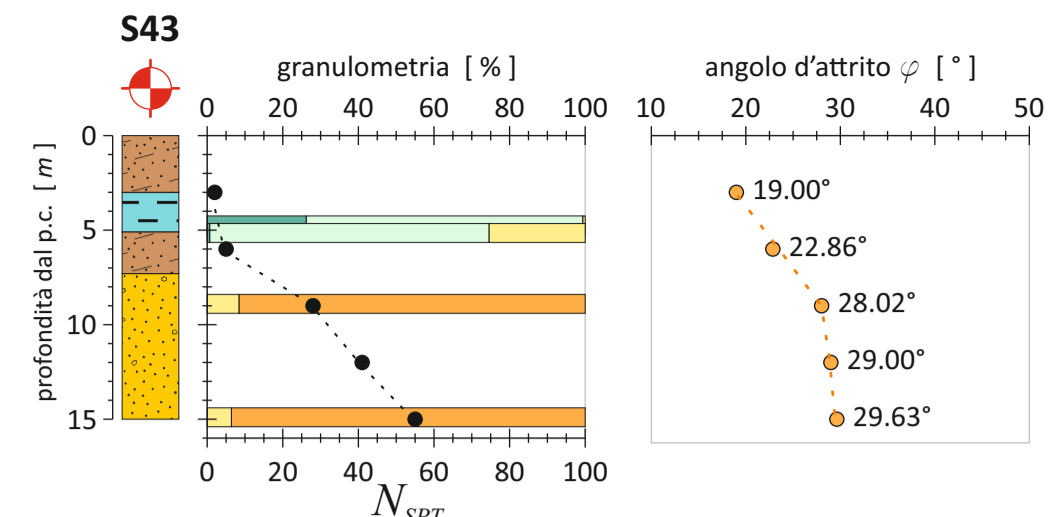 S43
granulometria [ % ]
angolo d'attrito φ [ ° ]
0 20 40 60 80 100
10 20 30 40 50
profondità dal p.c. [ m ]
0
5
10
15
19.00°
22.86°
28.02°
29.00°
29.63°
0 20 40 60 80 100
N_SPT